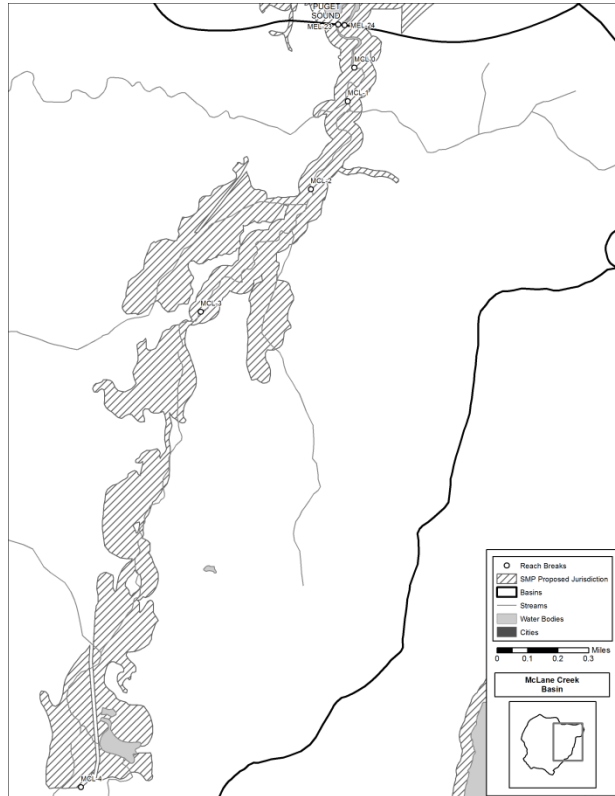 PUGET
SOUND
MEL-23
MEL-24
MCL-0
MCL-1
MCL-2
MCL-3
MCL-4
Reach Breaks
SMP Proposed Jurisdiction
Basins
Streams
Water Bodies
Cities
0 0.1 0.2 0.3 Miles
McLane Creek
Basin